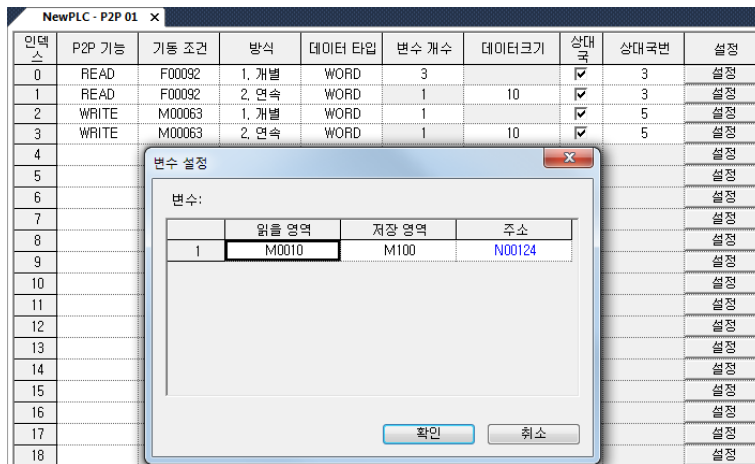 NewPLC - P2P 01 x
인덱스 P2P 기능 기동 조건 방식 데이터 타입 변수 개수 데이터크기 상대국 상대국번 설정
0 READ F00092 1. 개별 WORD 3 3 설정
1 READ F00092 2. 연속 WORD 1 10 3 설정
2 WRITE M00063 1. 개별 WORD 1 5 설정
3 WRITE M00063 2. 연속 WORD 1 10 5 설정
4 설정
5 설정
6 설정
7 설정
8 설정
9 설정
10 설정
11 설정
12 설정
13 설정
14 설정
15 설정
16 설정
17 설정
18 설정
변수 설정
변수:
읽을 영역 저장 영역 주소
1 M0010 M100 N00124
확인 취소